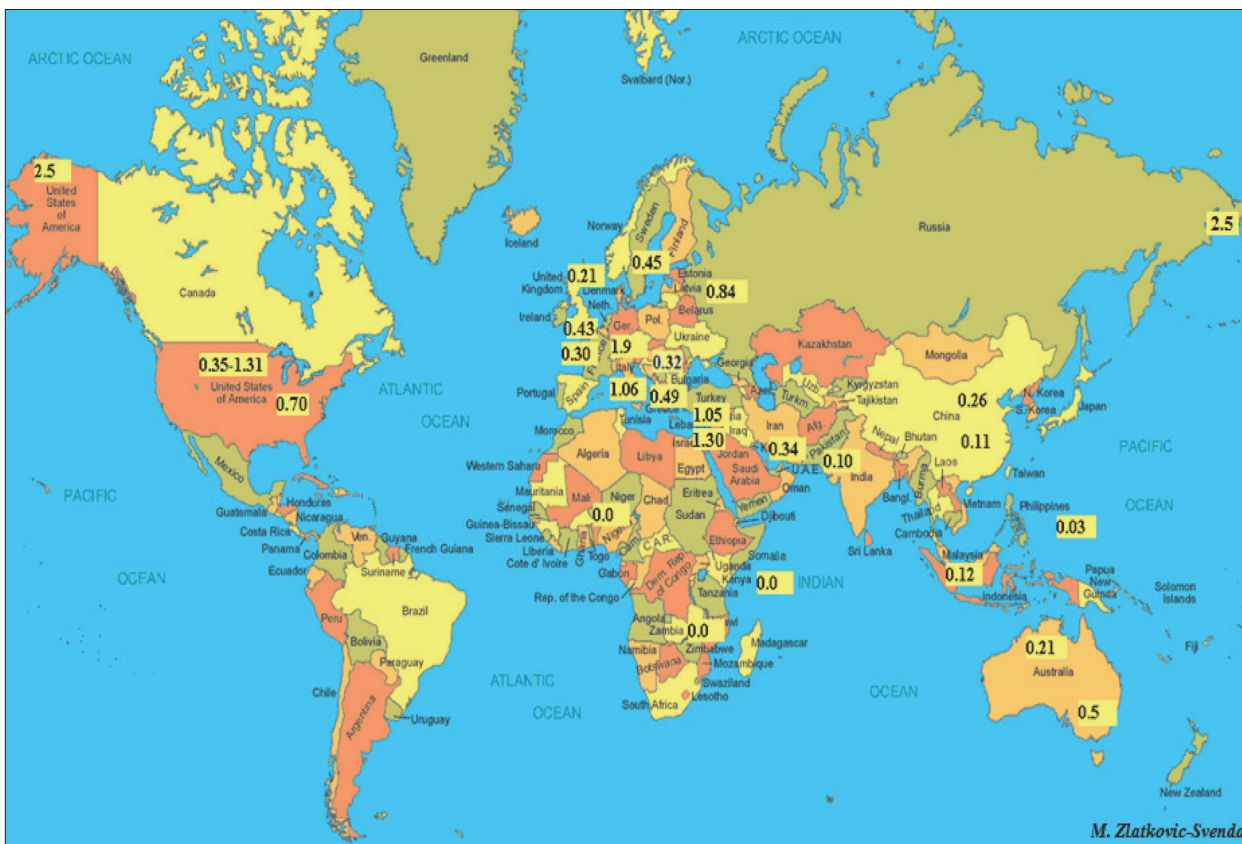 ARCTIC OCEAN
ARCTIC OCEAN
Greenland
Svalbard (Nor.)
2.5
United
States
of America
Iceland
Norway
Sweden
Finland
Russia
2.5
Canada
United
Kingdom
0.21
0.45
Estonia
Latvia
0.84
Denmark
Neth.
Belarus
Ireland
0.43
Ger.
Pol.
Ukraine
Kazakhstan
Mongolia
0.35-1.31
United States
of America
0.70
ATLANTIC
OCEAN
0.30
1.9
0.32
Italy
Bulgaria
Georgia
Azer.
Uzb.
Turkm.
Kyrgyzstan
Tajikistan
N. Korea
S. Korea
Japan
Portugal
Spain
1.06
0.49
Greece
Turkey
1.05
China
0.26
0.11
Morocco
Tunisia
1.30
Iraq
Iran
0.34
Afg.
Pakistan
0.10
Nepal
Bhutan
PACIFIC
OCEAN
Algeria
Libya
Egypt
Jordan
Saudi
Arabia
U.A.E.
Oman
India
Bangl.
Burma
Laos
Taiwan
Western Sahara
Mauritania
Mali
Niger
Chad
Sudan
Eritrea
Yemen
Djibouti
Thailand
Vietnam
Cambodia
Philippines
0.03
PACIFIC
OCEAN
Mexico
Honduras
Guatemala
Nicaragua
Costa Rica
Panama
Ven.
Guyana
French Guiana
Suriname
Colombia
Ecuador
Sénégal
Guinea-Bissau
Sierra Leone
Liberia
Cote d' Ivoire
Ghana
Togo
0.0
C.A.R.
Ethiopia
Somalia
Sri Lanka
Malaysia
0.12
Indonesia
Papua
New
Guinea
Solomon
Islands
Gabon
Rep. of the Congo
Dem. Rep
of Congo
Uganda
Kenya
0.0
INDIAN
OCEAN
Tanzania
Peru
Brazil
Bolivia
Paraguay
Chile
Argentina
Uruguay
ATLANTIC
OCEAN
Angola
Zambia
0.0
Zimbabwe
Mozambique
Madagascar
Namibia
Botswana
Swaziland
Lesotho
South Africa
0.21
Australia
0.5
Fiji
New Zealand
M. Zlatkovic-Svenda